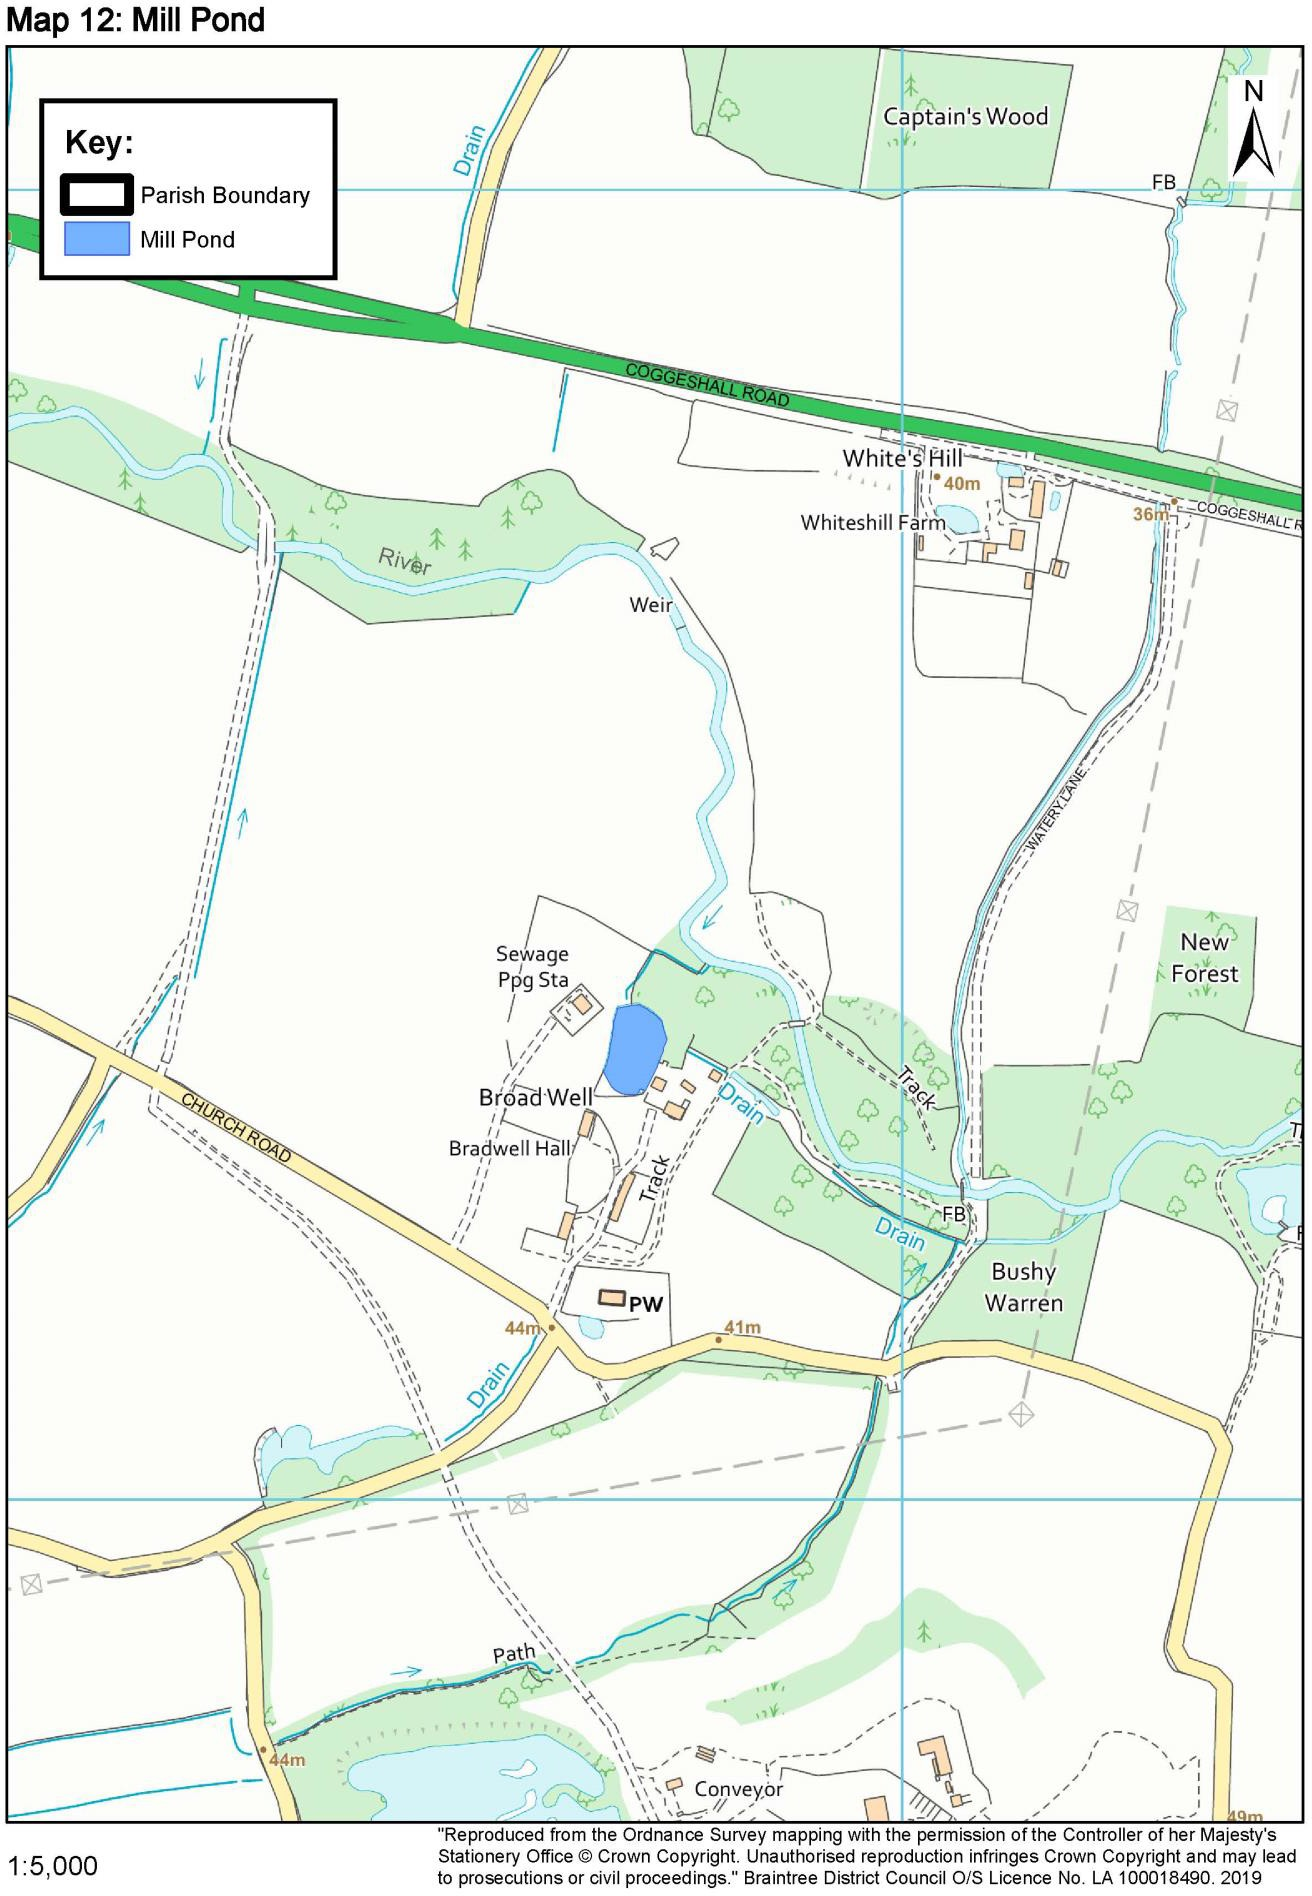 Map 12: Mill Pond
N
Key:
Parish Boundary
Mill Pond
Drain
Captain's Wood
FB
COGGESHALL ROAD
White's Hill
40m
Whiteshill Farm
36m
COGGESHALL R
River
Weir
WATERY LANE
Sewage
Ppg Sta
New
Forest
Broad Well
Drain
Track
CHURCH ROAD
Bradwell Hall
Track
FB
Drain
Bushy
Warren
PW
44m
41m
Drain
Path
44m
Conveyor
49m
1:5,000
"Reproduced from the Ordnance Survey mapping with the permission of the Controller of her Majesty's
Stationery Office © Crown Copyright. Unauthorised reproduction infringes Crown Copyright and may lead
to prosecutions or civil proceedings." Braintree District Council O/S Licence No. LA 100018490. 2019